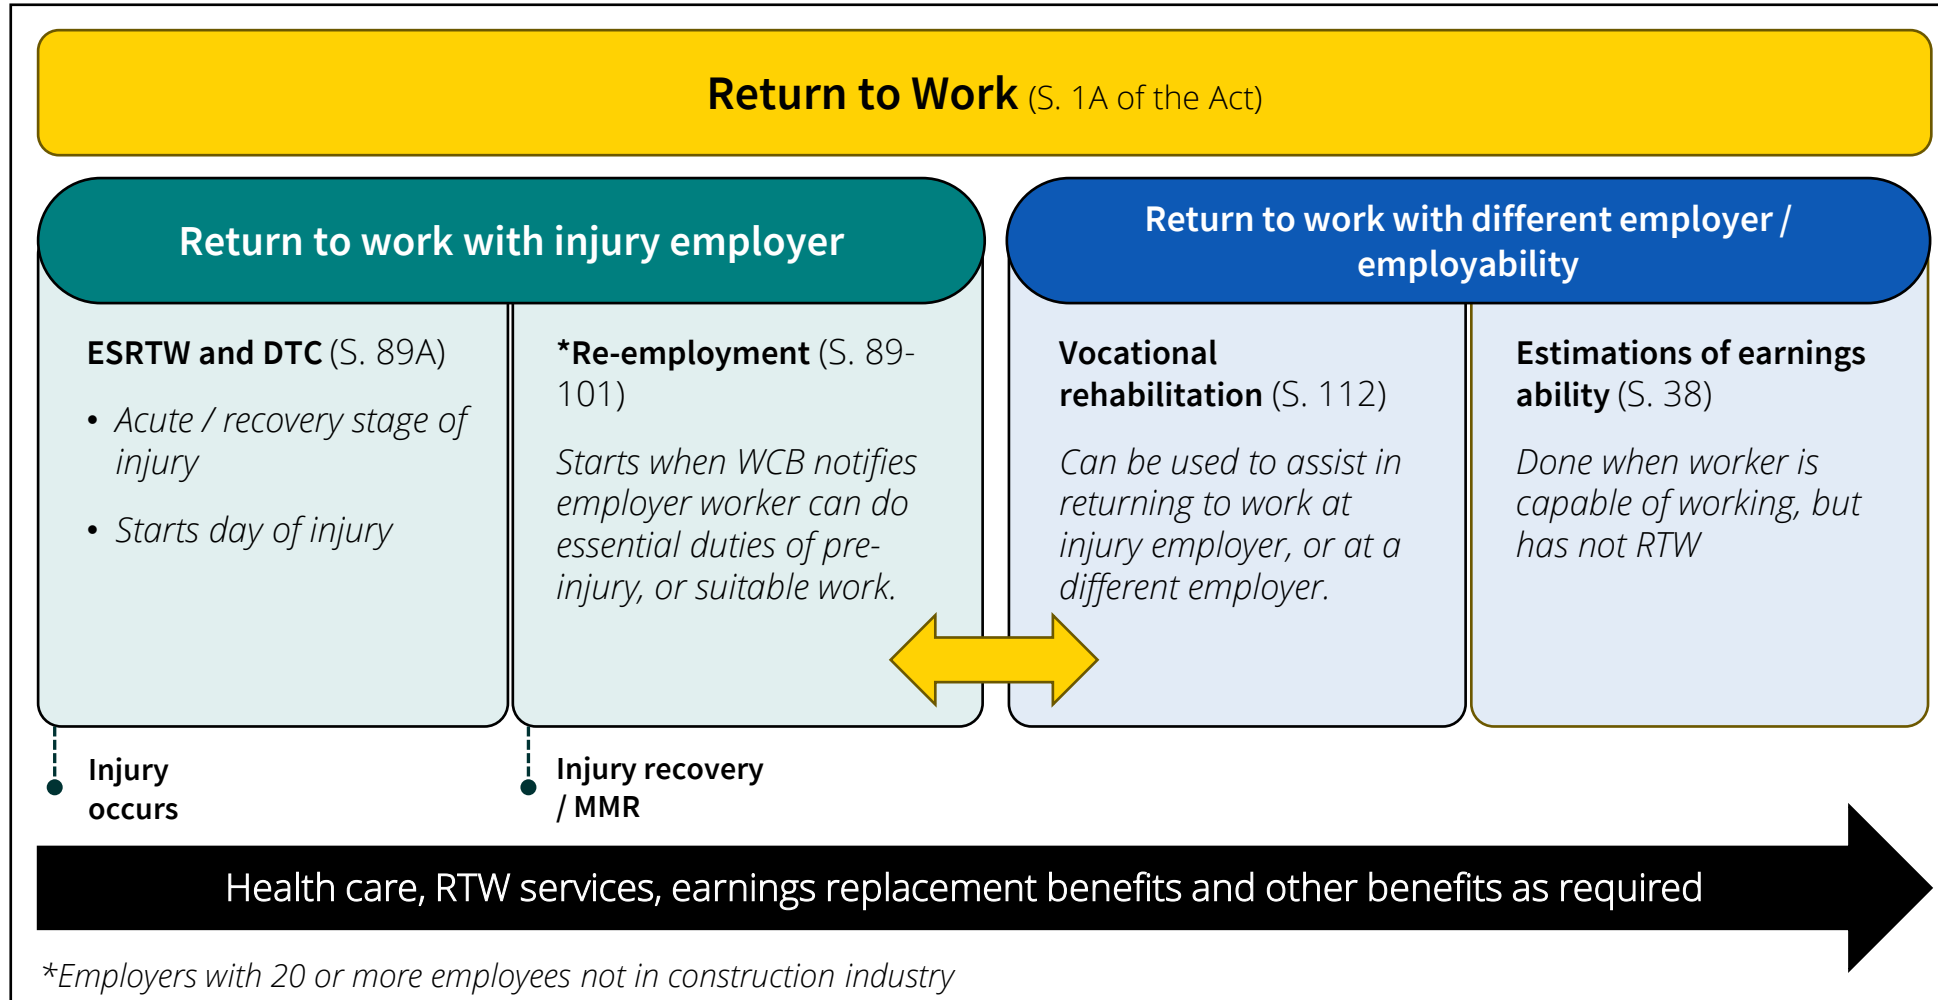 Return to Work (S. 1A of the Act)
Return to work with injury employer
Return to work with different employer /
employability
ESRTW and DTC (S. 89A)
• Acute / recovery stage of
injury
• Starts day of injury
*Re-employment (S. 89-
101)
Starts when WCB notifies
employer worker can do
essential duties of pre-
injury, or suitable work.
Vocational
rehabilitation (S. 112)
Can be used to assist in
returning to work at
injury employer, or at a
different employer.
Estimations of earnings
ability (S. 38)
Done when worker is
capable of working, but
has not RTW
Injury
occurs
Injury recovery
/ MMR
Health care, RTW services, earnings replacement benefits and other benefits as required
*Employers with 20 or more employees not in construction industry